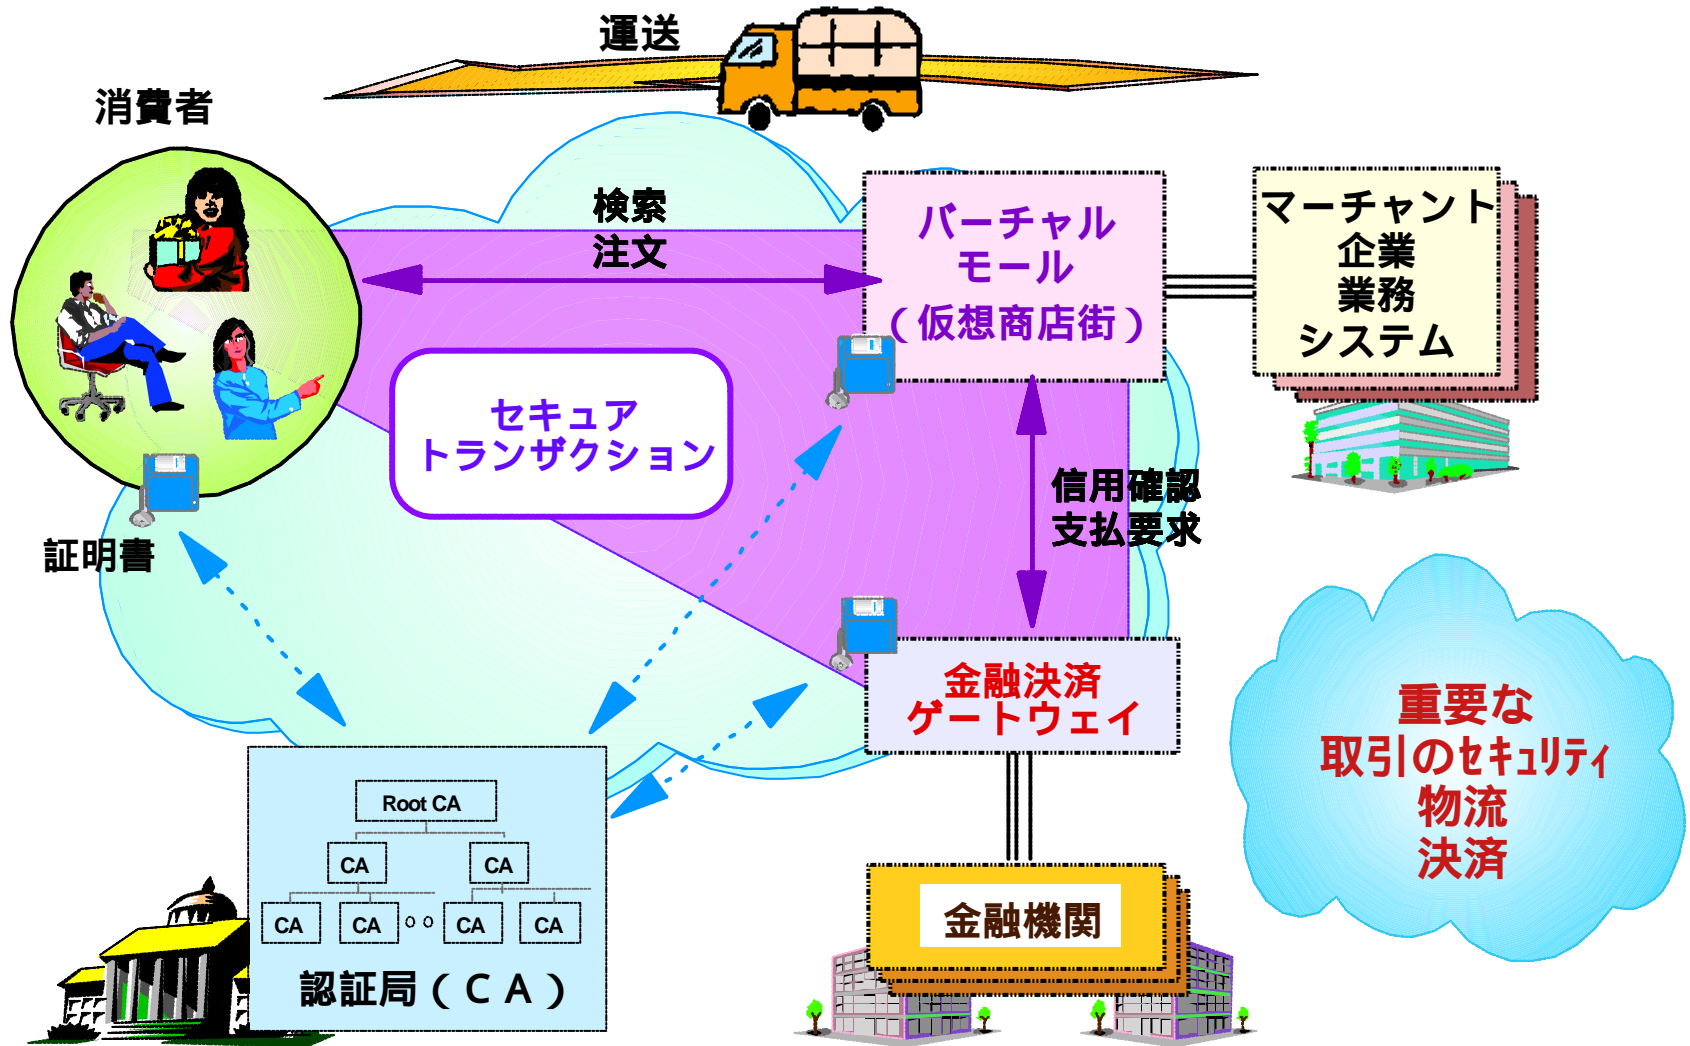 運送
消費者
検索
注文
バーチャル
モール
（仮想商店街）
マーチャント
企業
業務
システム
セキュア
トランザクション
信用確認
支払要求
証明書
金融決済
ゲートウェイ
重要な
取引のｾｷｭﾘﾃｨ
物流
決済
Root CA
CA CA
CA CA ○ ○ CA CA
認証局（ＣＡ）
金融機関